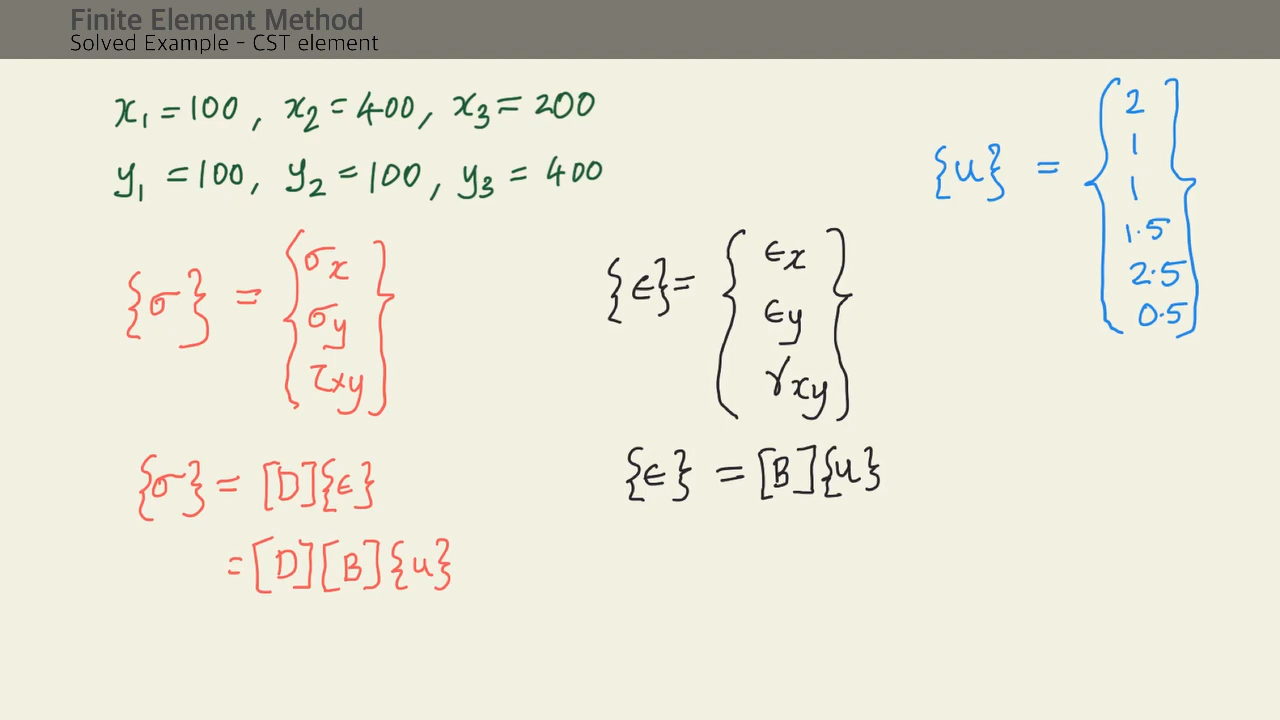 Finite Element Method
Solved Example - CST element
x₁ = 100 , x₂ = 400, x₃ = 200
y₁ = 100, y₂ = 100, y₃ = 400
{σ} = {σx σy τxy}
{σ} = [D]{ϵ}
= [D][B]{u}
{ϵ} = {ϵx ϵy γxy}
{ϵ} = [B]{u}
{u} = {2 1 1 1.5 2.5 0.5}